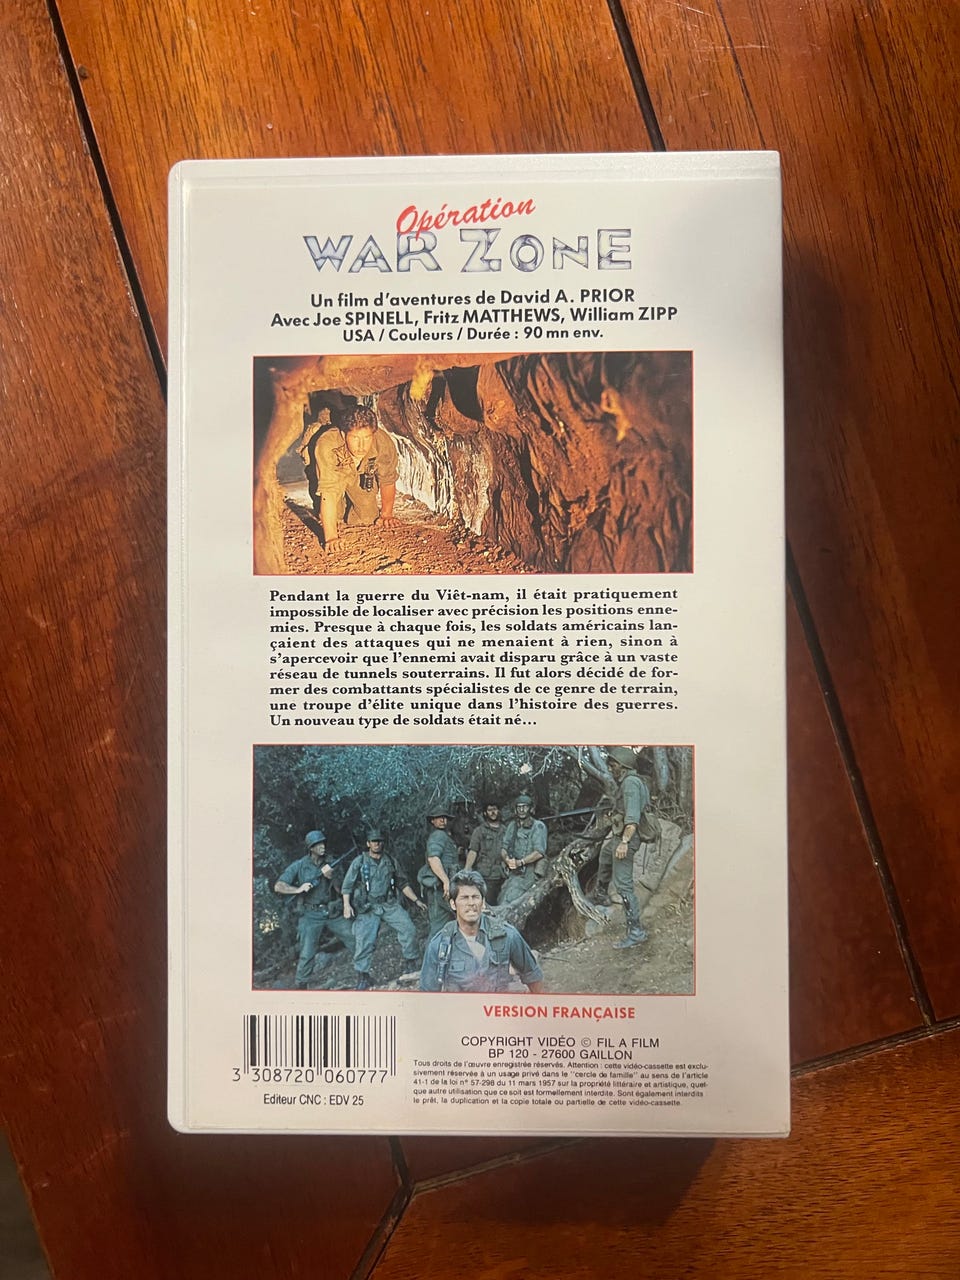 Opération
WAR ZONE
Un film d'aventures de David A. PRIOR
Avec Joe SPINELL, Fritz MATTHEWS, William ZIPP
USA / Couleurs / Durée : 90 mn env.
Pendant la guerre du Viêt-nam, il était pratiquement
impossible de localiser avec précision les positions enne-
mies. Presque à chaque fois, les soldats américains lan-
çaient des attaques qui ne menaient à rien, sinon à
s'apercevoir que l'ennemi avait disparu grâce à un vaste
réseau de tunnels souterrains. Il fut alors décidé de for-
mer des combattants spécialistes de ce genre de terrain,
une troupe d'élite unique dans l'histoire des guerres.
Un nouveau type de soldats était né...
VERSION FRANÇAISE
COPYRIGHT VIDÉO © FIL A FILM
BP 120 - 27600 GAILLON
Tous droits de l'œuvre enregistrée réservés. Attention : cette vidéo-cassette est exclu-
sivement réservée à un usage privé dans le "cercle de famille" au sens de l'article
41-1 de la loi n° 57-298 du 11 mars 1957 sur la propriété littéraire et artistique, quel-
que autre utilisation que ce soit est formellement interdite. Sont également interdits
le prêt, la duplication et la copie totale ou partielle de cette vidéo-cassette.
3 308720 060777
Editeur CNC : EDV 25